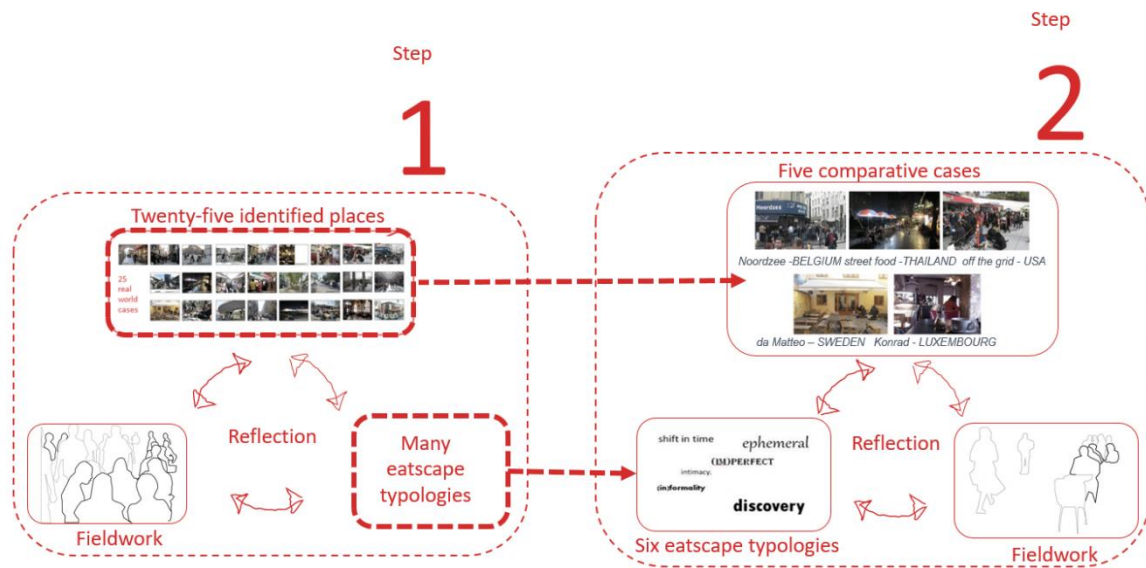 Step
1
Twenty-five identified places
25
real
world
cases
Reflection
Many
eatscape
typologies
Fieldwork
Step
2
Five comparative cases
Noordzee
Noordzee -BELGIUM street food -THAILAND off the grid - USA
da Matteo – SWEDEN Konrad - LUXEMBOURG
shift in time
ephemeral
(IM)PERFECT
intimacy.
(in)formality
discovery
Reflection
Six eatscape typologies
Fieldwork